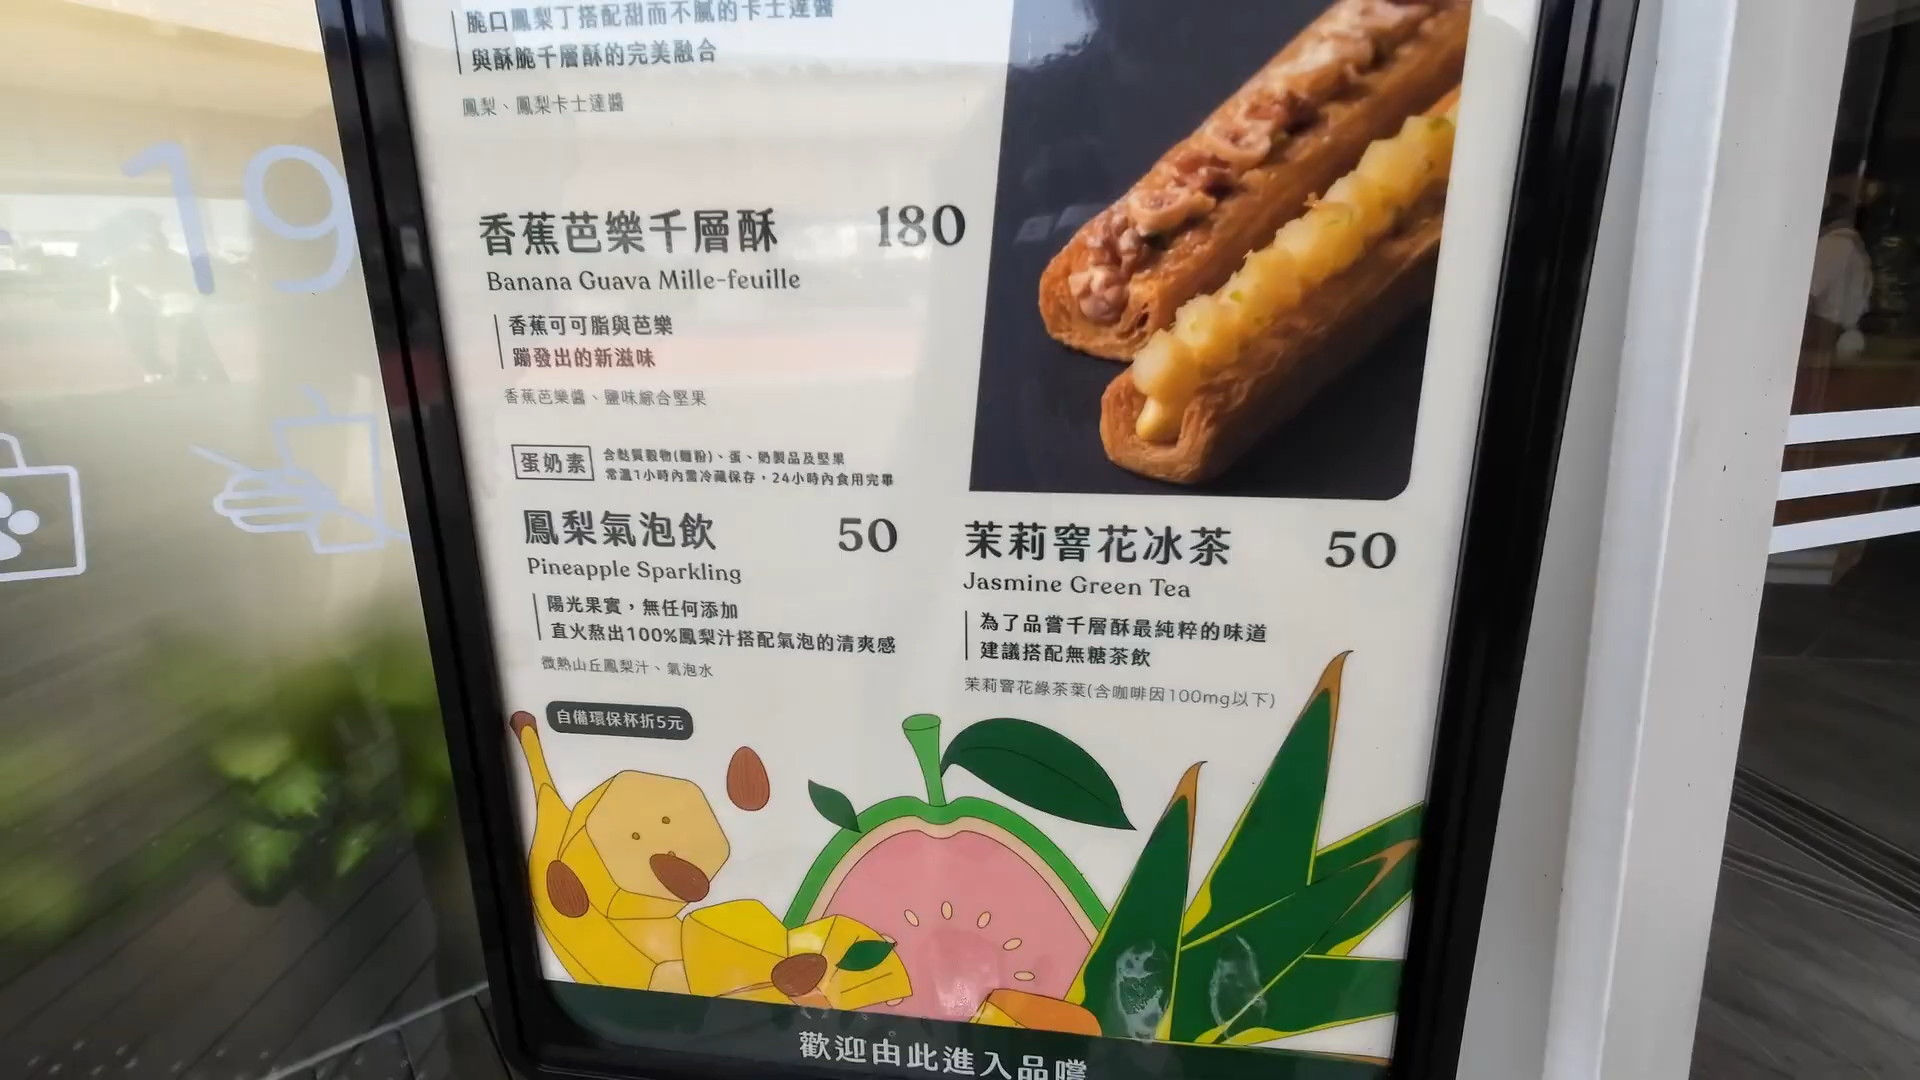 脆口鳳梨丁搭配甜而不膩的卡士達醬
與酥脆千層酥的完美融合
鳳梨、鳳梨卡士達醬
19
香蕉芭樂千層酥 180
Banana Guava Mille-feuille
香蕉可可脂與芭樂
蹦發出的新滋味
香蕉芭樂醬、鹽味綜合堅果
蛋奶素
含麩質穀物(麵粉)、蛋、奶製品及堅果
常溫1小時內需冷藏保存，24小時內食用完畢
鳳梨氣泡飲 50
Pineapple Sparkling
陽光果實，無任何添加
直火熬出100%鳳梨汁搭配氣泡的清爽感
微熱山丘鳳梨汁、氣泡水
自備環保杯折5元
茉莉窨花冰茶 50
Jasmine Green Tea
為了品嘗千層酥最純粹的味道
建議搭配無糖茶飲
茉莉窨花綠茶葉(含咖啡因100mg以下)
歡迎由此進入品嚐